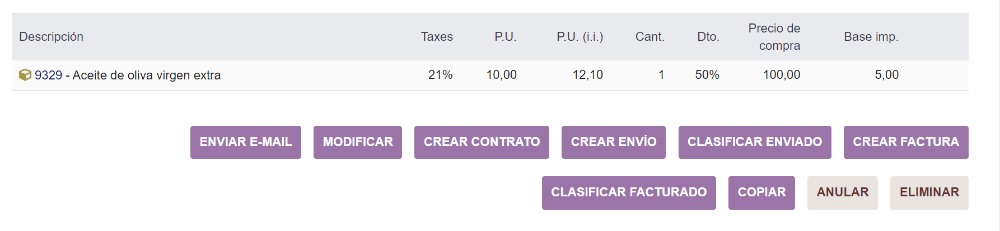 Descripción Taxes P.U. P.U. (i.i.) Cant. Dto. Precio de compra Base imp.
9329 - Aceite de oliva virgen extra 21% 10,00 12,10 1 50% 100,00 5,00
ENVIAR E-MAIL MODIFICAR CREAR CONTRATO CREAR ENVÍO CLASIFICAR ENVIADO CREAR FACTURA
CLASIFICAR FACTURADO COPIAR ANULAR ELIMINAR